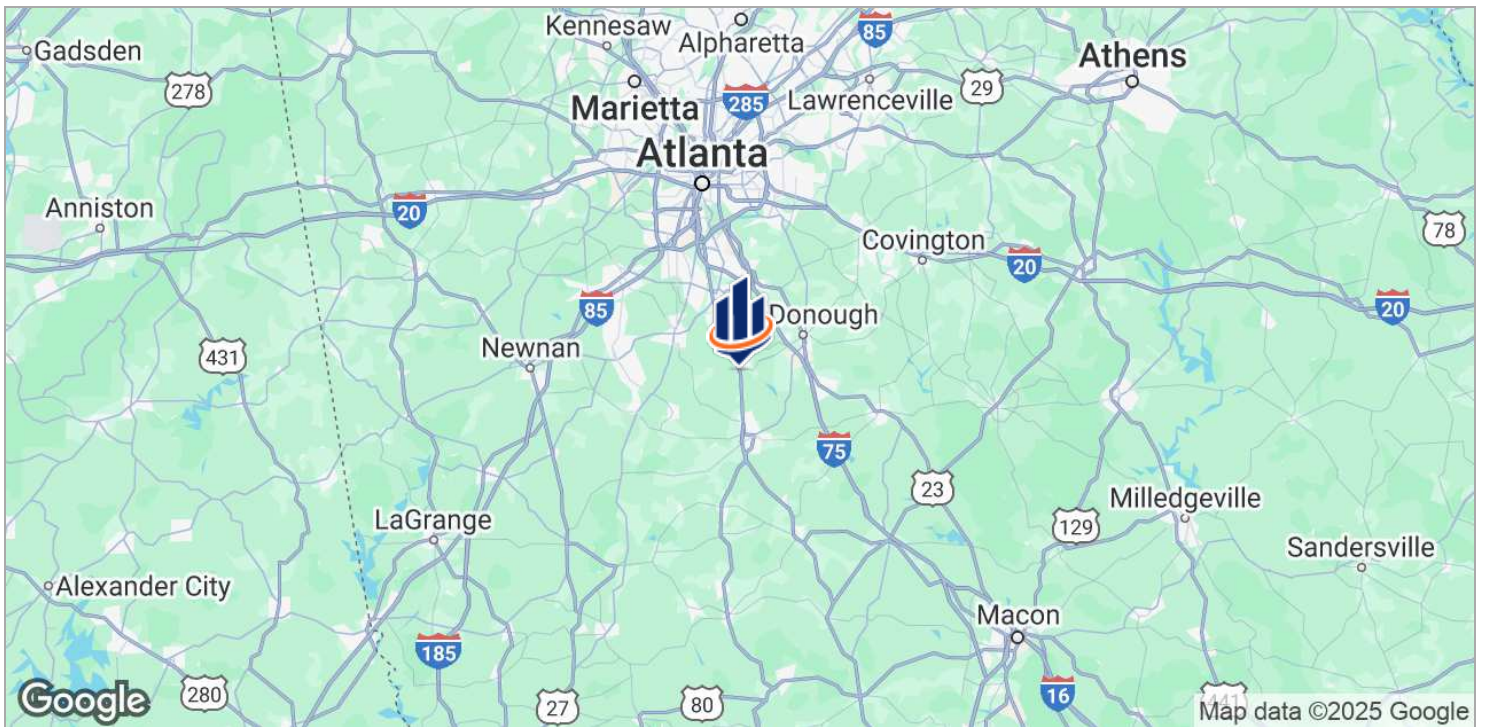 Kennesaw
Alpharetta
85
Gadsden
Athens
278
29
Marietta
285
Lawrenceville
Atlanta
Anniston
20
78
Covington
20
85
20
Donough
Newnan
431
75
23
Milledgeville
LaGrange
129
Sandersville
Alexander City
Macon
185
Google
280
27
80
16
441
Map data ©2025 Google